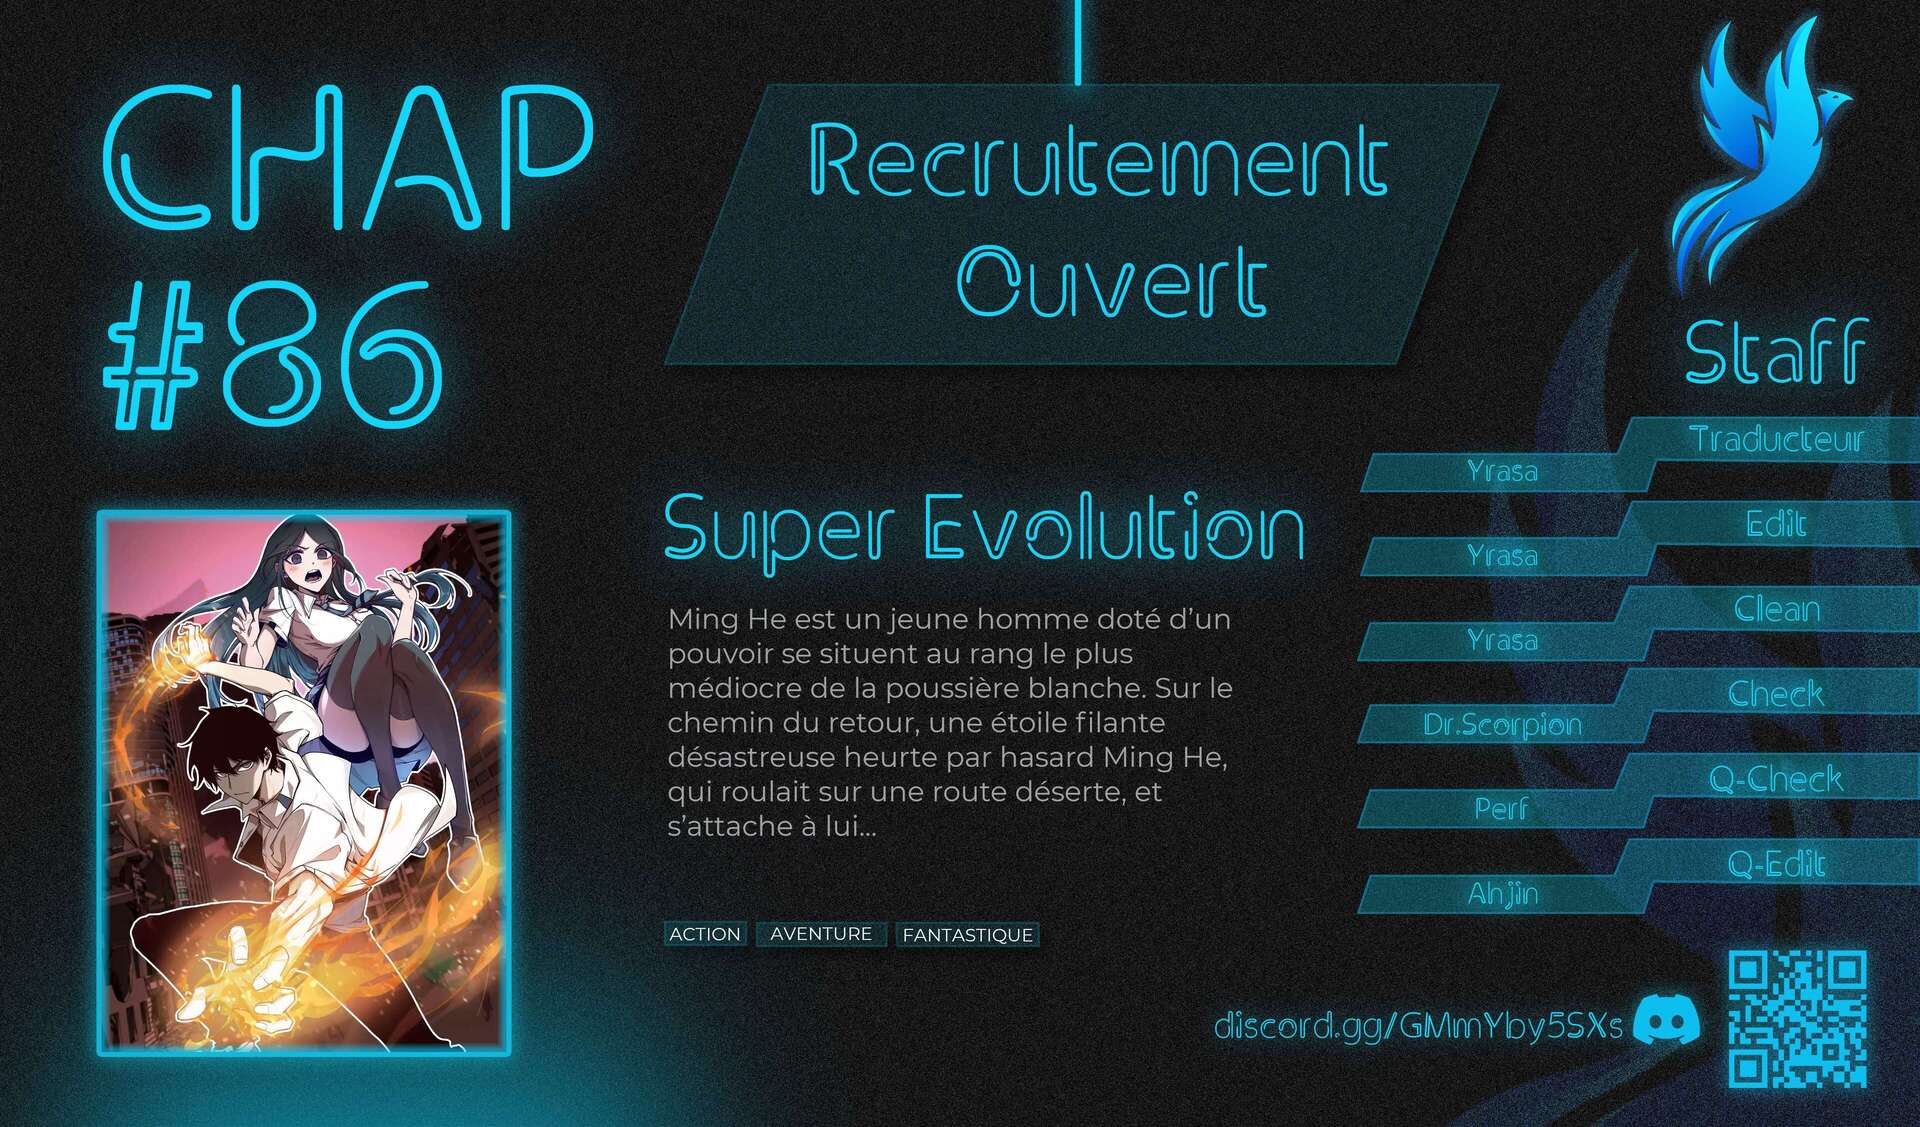 CHAP
#86
Recrutement
Ouvert
Super Evolution
Ming He est un jeune homme doté d’un
pouvoir se situent au rang le plus
médiocre de la poussière blanche. Sur le
chemin du retour, une étoile filante
désastreuse heurte par hasard Ming He,
qui roulait sur une route déserte, et
s’attache à lui...
ACTION
AVENTURE
FANTASTIQUE
Staff
Traducteur
Yrasa
Edit
Yrasa
Clean
Yrasa
Check
Dr.Scorpion
Q-Check
Perf
Q-Edit
Ahjin
discord.gg/GMmYby5SXs